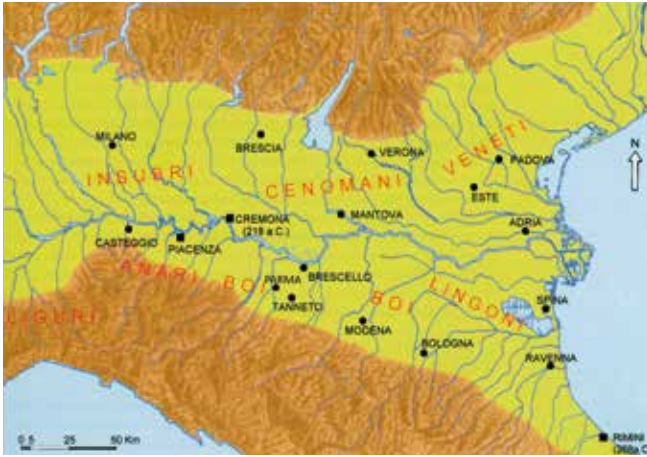 MILANO
BRESCIA
VERONA
VENETI
PADOVA
N
INSUBRI
CENOMANI
ESTE
CREMONA
(218 a.C.)
MANTOVA
ADRIA
CASTEGGIO
PIACENZA
ANARI
BOI
PARMA
BRESCELLO
TANNETO
BOI
LINGONI
SPINA
LIGURI
MODENA
BOLOGNA
RAVENNA
RIMINI
(268a.C
0 5 25 50 Km